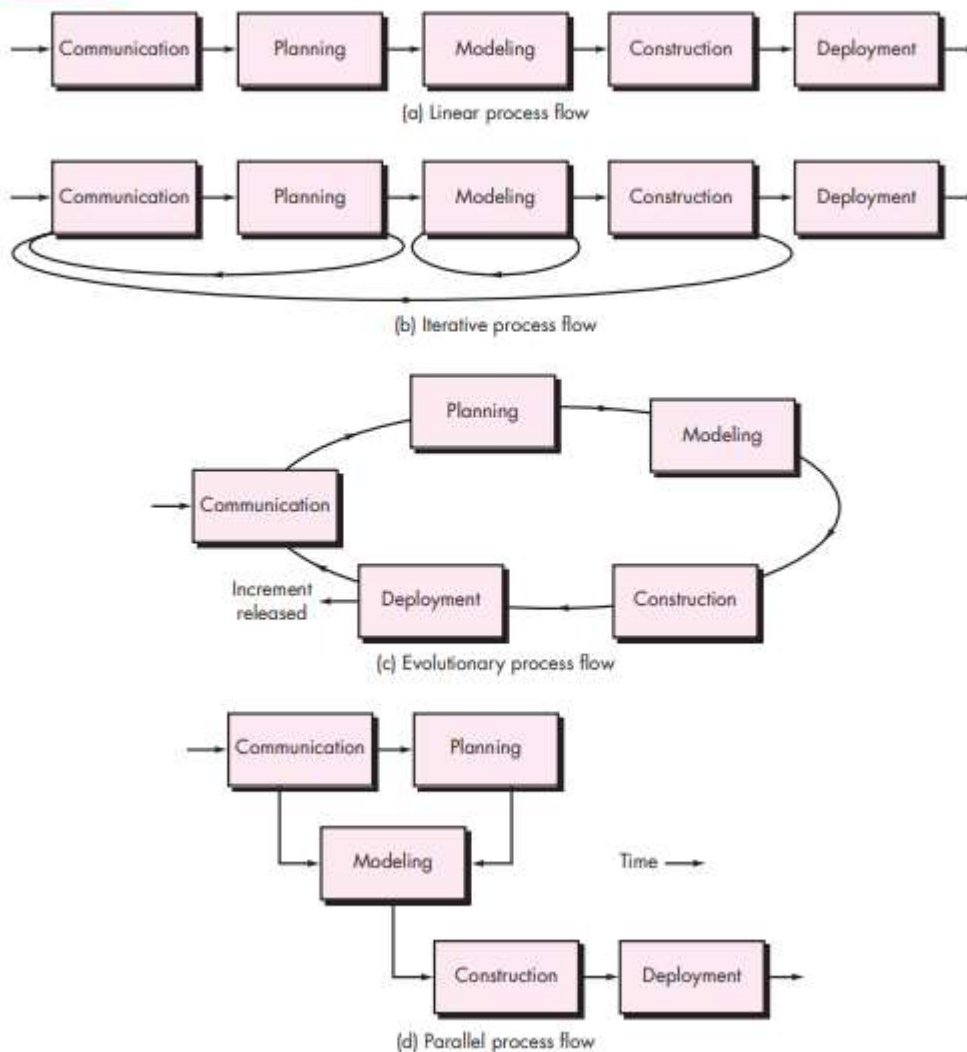 Communication
Planning
Modeling
Construction
Deployment
(a) Linear process flow
Communication
Planning
Modeling
Construction
Deployment
(b) Iterative process flow
Planning
Modeling
Communication
Increment
released
Deployment
Construction
(c) Evolutionary process flow
Communication
Planning
Modeling
Time
Construction
Deployment
(d) Parallel process flow